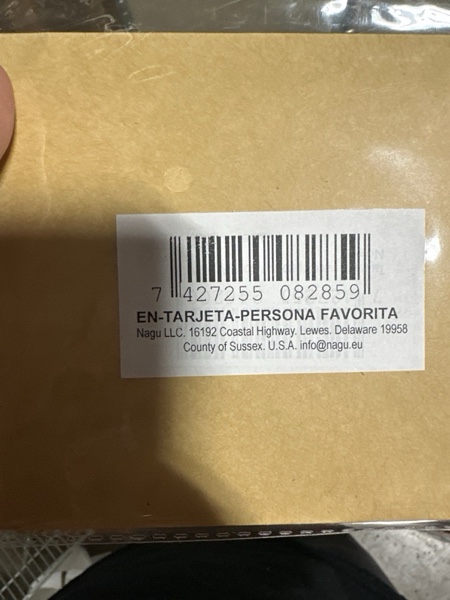 7 427255 082859
EN-TARJETA-PERSONA FAVORITA
Nagu LLC. 16192 Coastal Highway. Lewes. Delaware 19958
County of Sussex. U.S.A. info@nagu.eu